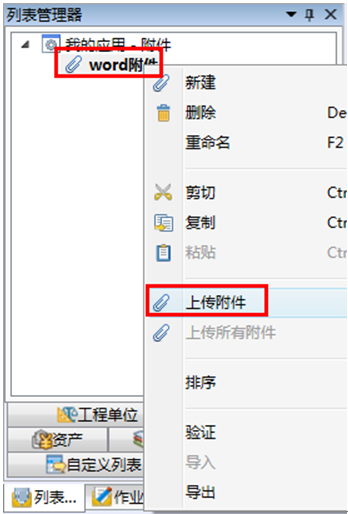 列表管理器
我的应用 - 附件
word附件
新建
删除 De
重命名 F2
剪切 Ctr
复制 Ctr
粘贴 Ctr
上传附件
上传所有附件
排序
验证
导入
导出
工程单位
资产
自定义列表
列表... 作业